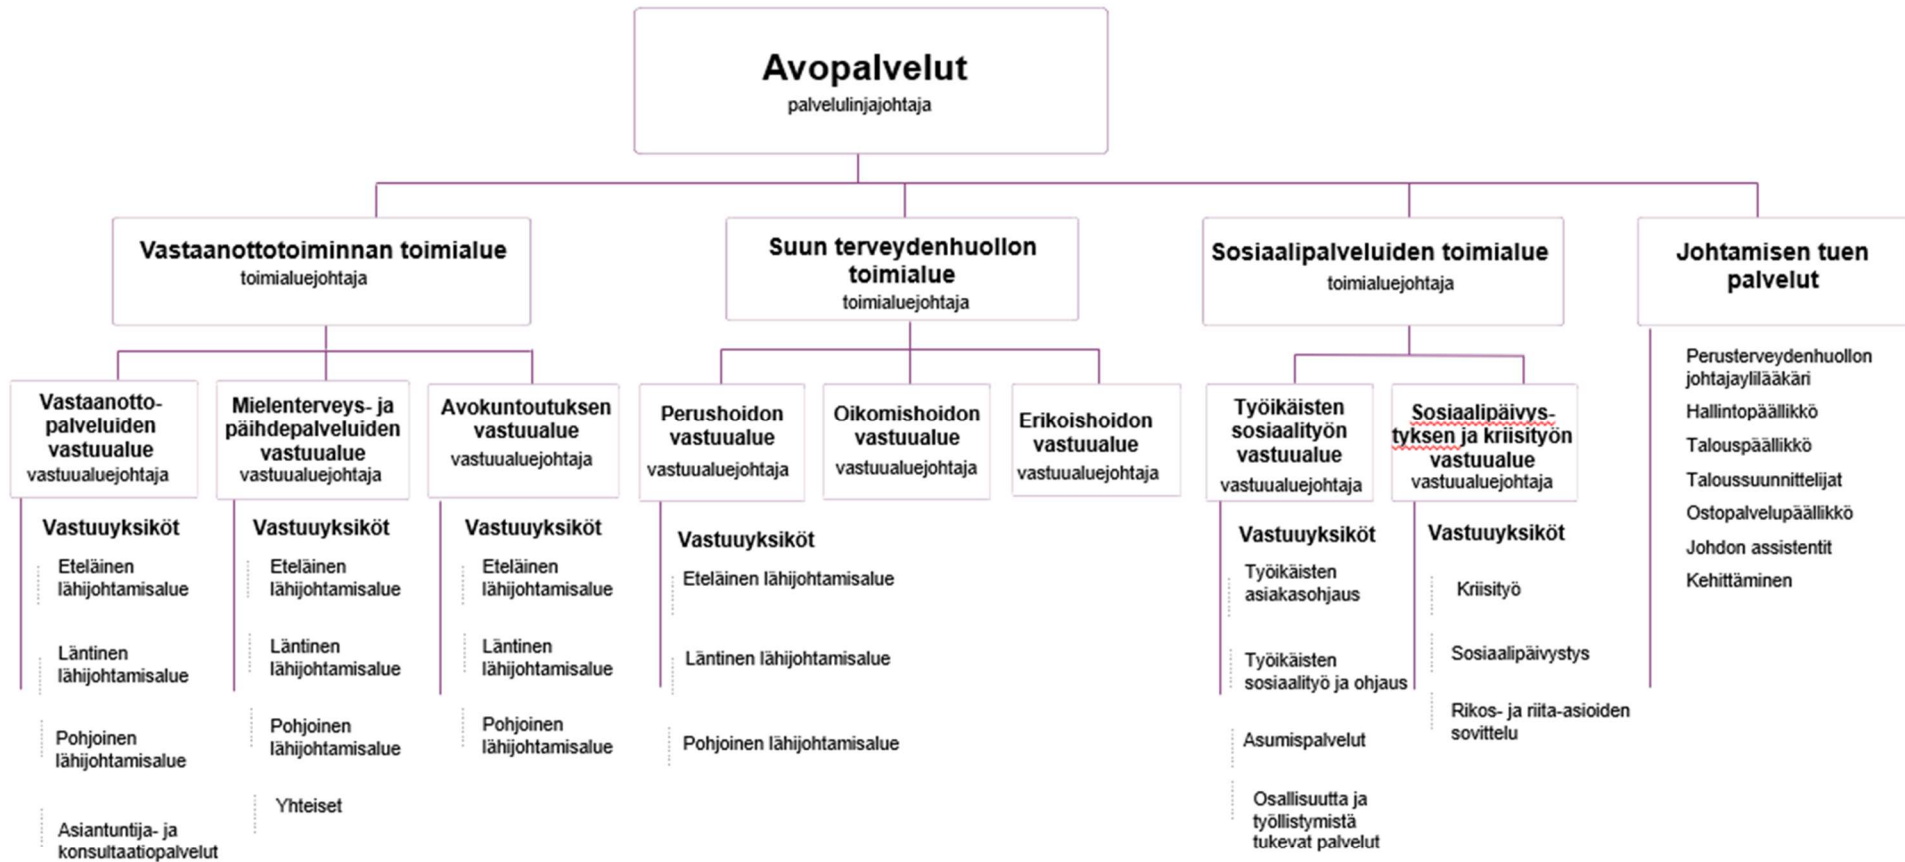 Avopalvelut
palvelulinjajohtaja
Vastaanottotoiminnan toimialue
toimialuejohtaja
Suun terveydenhuollon
toimialue
toimialuejohtaja
Sosiaalipalveluiden toimialue
toimialuejohtaja
Johtamisen tuen
palvelut
Vastaanotto-
palveluiden
vastuualue
vastuualuejohtaja
Vastuuyksiköt
Eteläinen
lähijohtamisalue
Läntinen
lähijohtamisalue
Pohjoinen
lähijohtamisalue
Asiantuntija- ja
konsultaatiopalvelut
Mielenterveys- ja
päihdepalveluiden
vastuualue
vastuualuejohtaja
Vastuuyksiköt
Eteläinen
lähijohtamisalue
Läntinen
lähijohtamisalue
Pohjoinen
lähijohtamisalue
Yhteiset
Avokuntoutuksen
vastuualue
vastuualuejohtaja
Vastuuyksiköt
Eteläinen
lähijohtamisalue
Läntinen
lähijohtamisalue
Pohjoinen
lähijohtamisalue
Perushoidon
vastuualue
vastuualuejohtaja
Vastuuyksiköt
Eteläinen lähijohtamisalue
Läntinen lähijohtamisalue
Pohjoinen lähijohtamisalue
Oikomishoidon
vastuualue
vastuualuejohtaja
Erikoishoidon
vastuualue
vastuualuejohtaja
Työikäisten
sosiaalityön
vastuualue
vastuualuejohtaja
Vastuuyksiköt
Työikäisten
asiakasohjaus
Työikäisten
sosiaalityö ja ohjaus
Asumispalvelut
Osallisuutta ja
työllistymistä
tukevat palvelut
Sosiaalipäivys-
tyksen ja kriisityön
vastuualue
vastuualuejohtaja
Vastuuyksiköt
Kriisityö
Sosiaalipäivystys
Rikos- ja riita-asioiden
sovittelu
Perusterveydenhuollon
johtajaylilääkäri
Hallintopäällikkö
Talouspäällikkö
Taloussuunnittelijat
Ostopalvelupäällikkö
Johdon assistentit
Kehittäminen